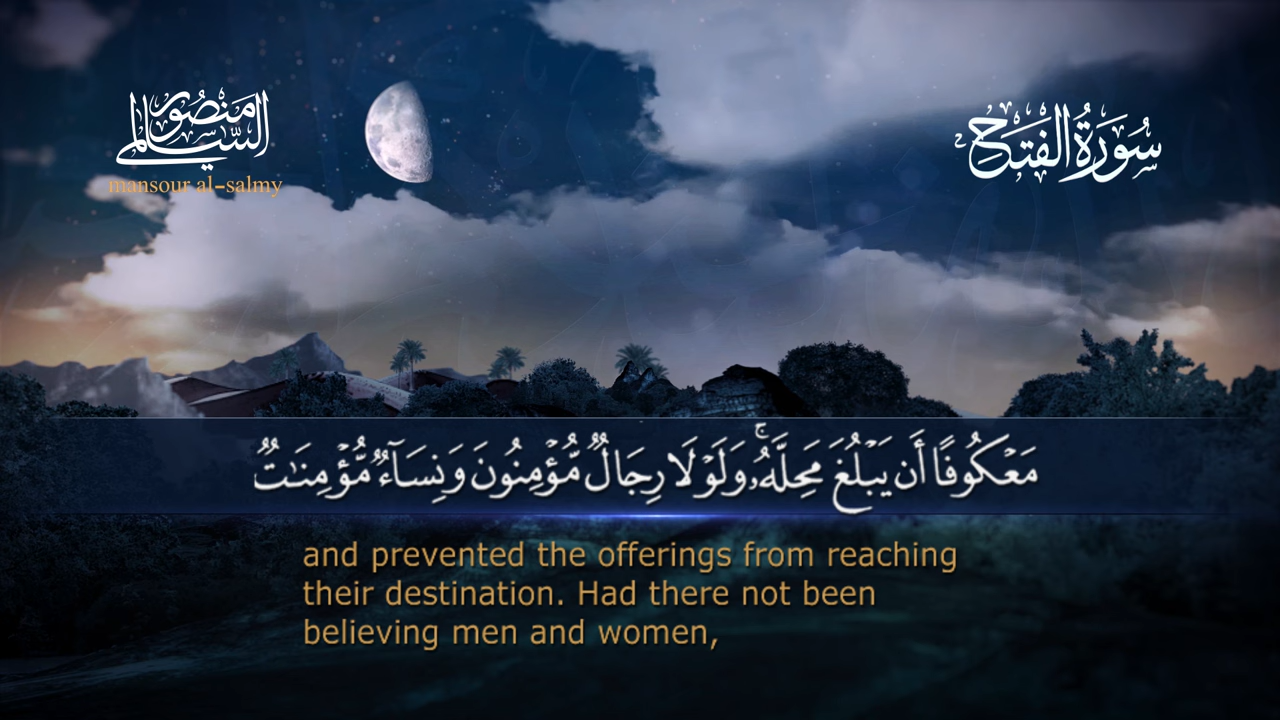 منصور السالمي
mansour al-salmy
سُورَةُ الفَتْحِ
مَعْكُوفًا أَن يَبْلُغَ مَحِلَّهُۥ ۚ وَلَوْلَا رِجَالٌ مُّؤْمِنُونَ وَنِسَآءٌ مُّؤْمِنَٰتٌ
and prevented the offerings from reaching
their destination. Had there not been
believing men and women,